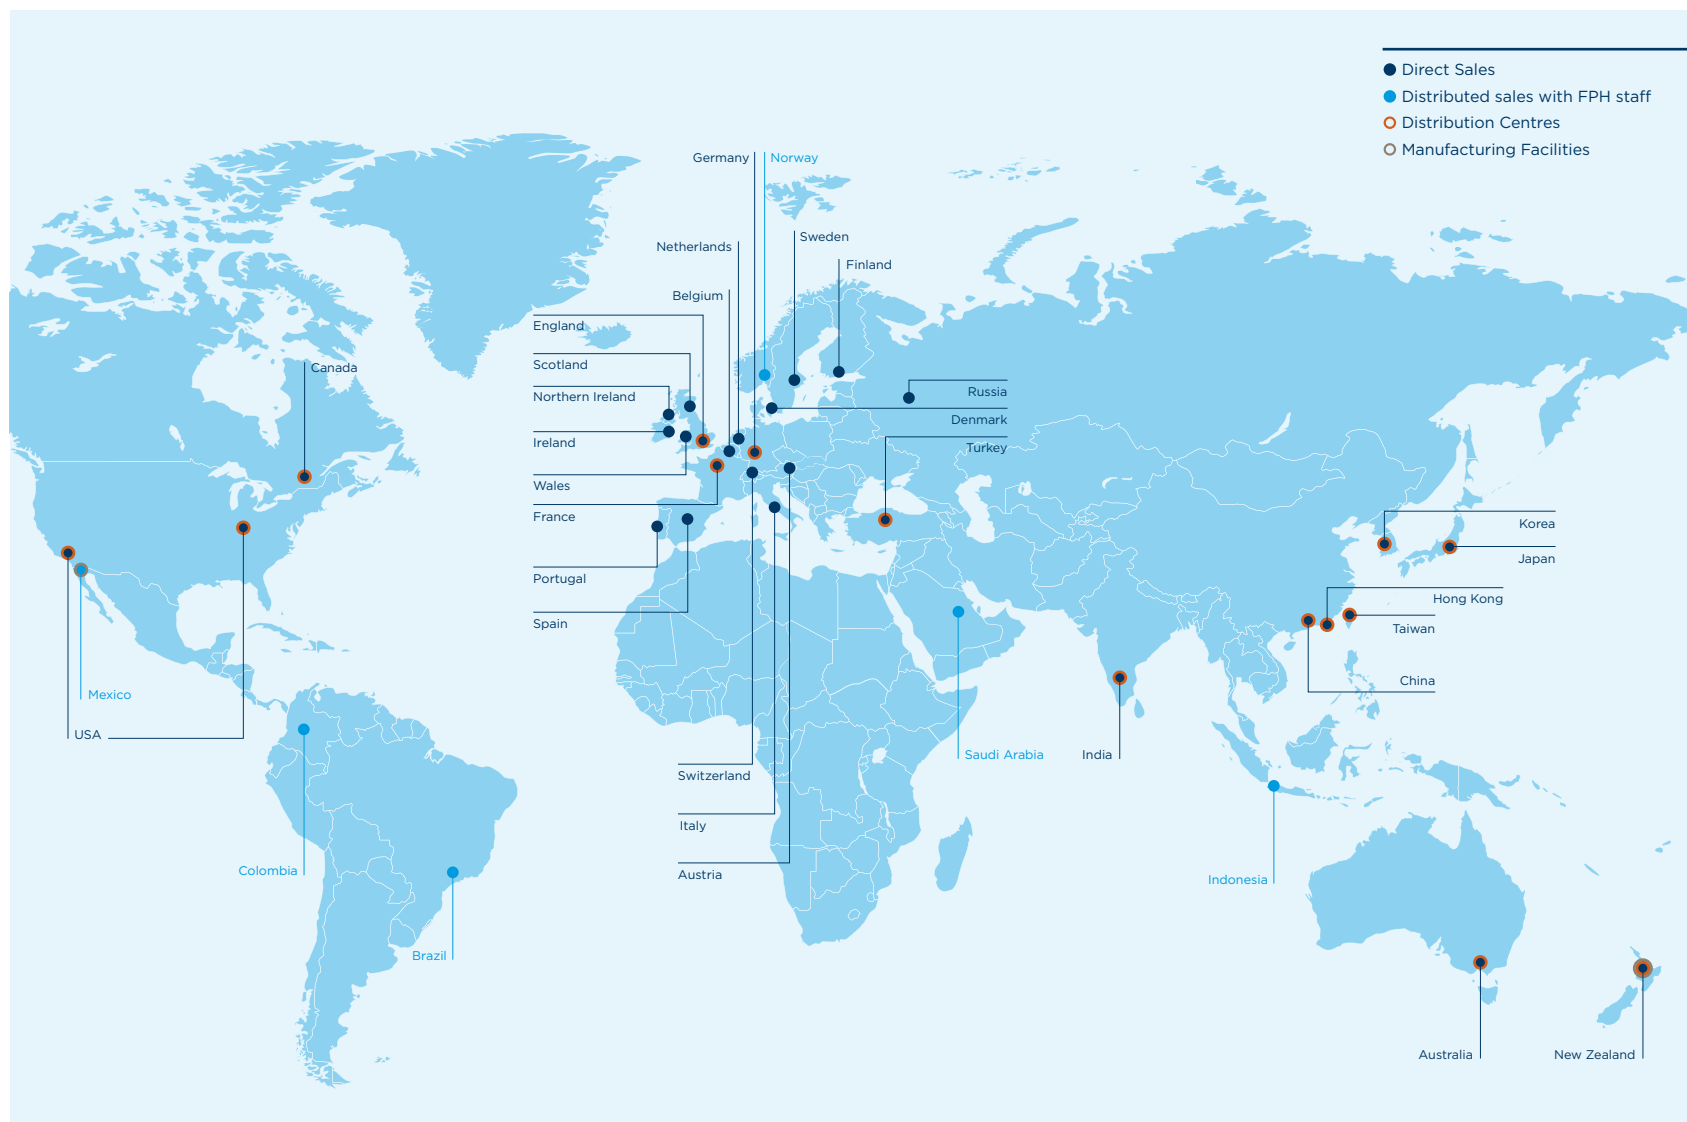 Direct Sales
Distributed sales with FPH staff
Distribution Centres
Manufacturing Facilities
Germany
Norway
Sweden
Netherlands
Finland
Belgium
England
Scotland
Canada
Northern Ireland
Russia
Denmark
Ireland
Turkey
Wales
France
Korea
Japan
Portugal
Hong Kong
Spain
Taiwan
China
Mexico
USA
Saudi Arabia
India
Switzerland
Italy
Colombia
Austria
Indonesia
Brazil
Australia
New Zealand